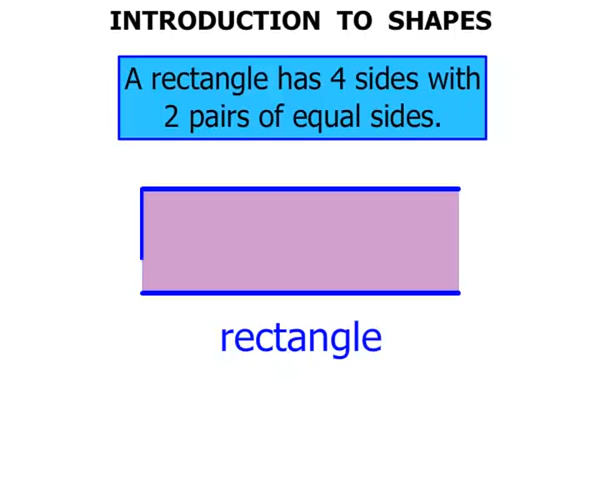 INTRODUCTION TO SHAPES
A rectangle has 4 sides with
2 pairs of equal sides.
rectangle